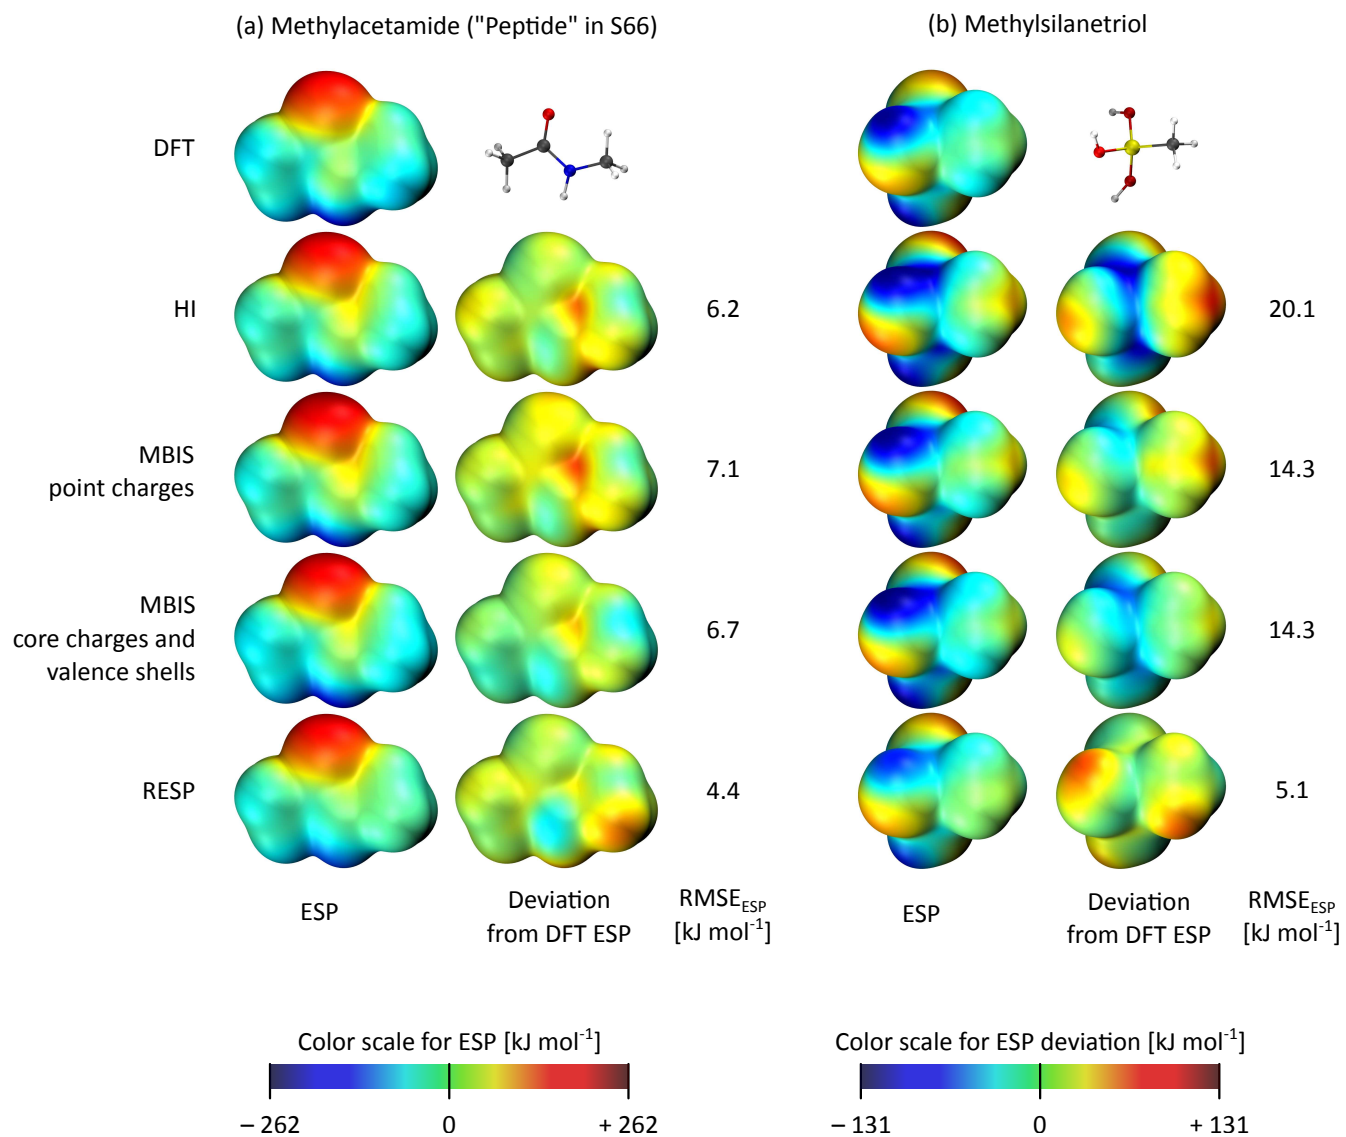 (a) Methylacetamide ("Peptide" in S66)
(b) Methylsilanetriol
DFT
HI
6.2
20.1
MBIS
point charges
7.1
14.3
MBIS
core charges and
valence shells
6.7
14.3
RESP
4.4
5.1
ESP
Deviation
from DFT ESP
RMSE_ESP
[kJ mol⁻¹]
ESP
Deviation
from DFT ESP
RMSE_ESP
[kJ mol⁻¹]
Color scale for ESP [kJ mol⁻¹]
− 262
0
+ 262
Color scale for ESP deviation [kJ mol⁻¹]
− 131
0
+ 131